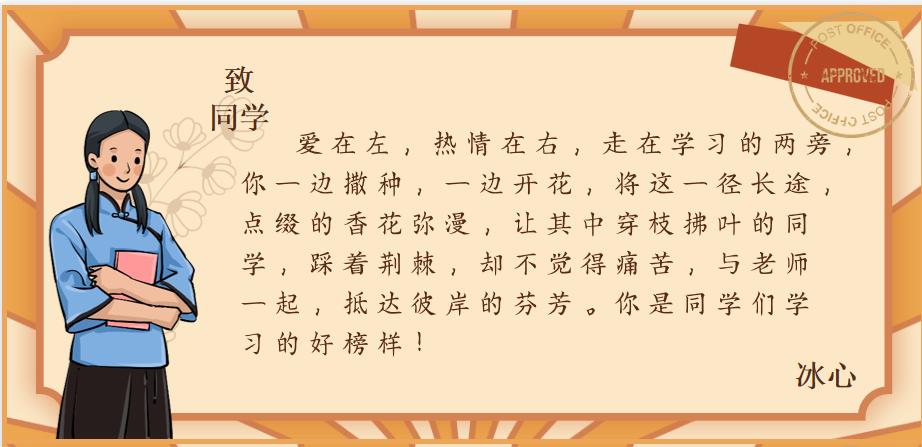 致
同学
爱在左，热情在右，走在学习的两旁，
你一边撒种，一边开花，将这一径长途，
点缀的香花弥漫，让其中穿枝拂叶的同
学，踩着荆棘，却不觉得痛苦，与老师
一起，抵达彼岸的芬芳。你是同学们学
习的好榜样！
冰心
POST OFFICE
APPROVED
POST OFFICE